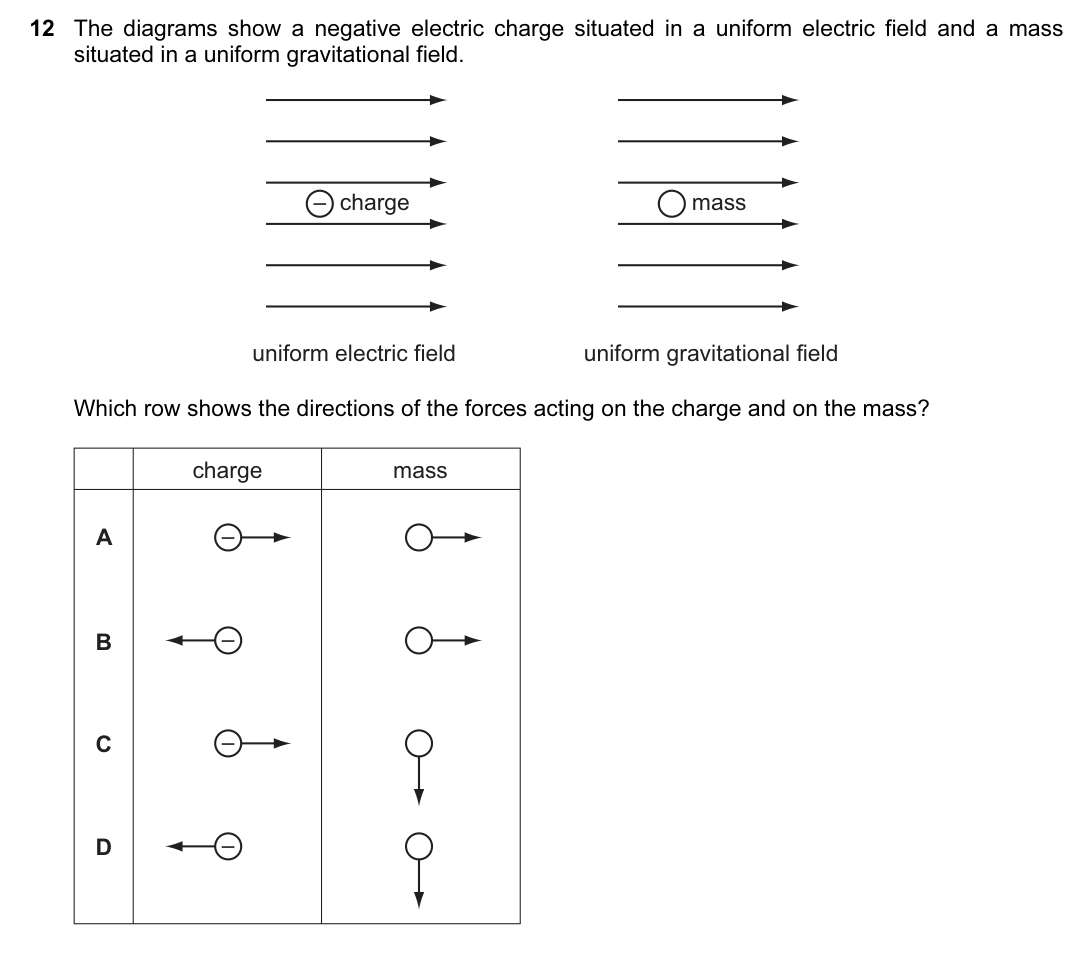 12 The diagrams show a negative electric charge situated in a uniform electric field and a mass
situated in a uniform gravitational field.
charge
mass
uniform electric field
uniform gravitational field
Which row shows the directions of the forces acting on the charge and on the mass?
charge mass
A
B
C
D